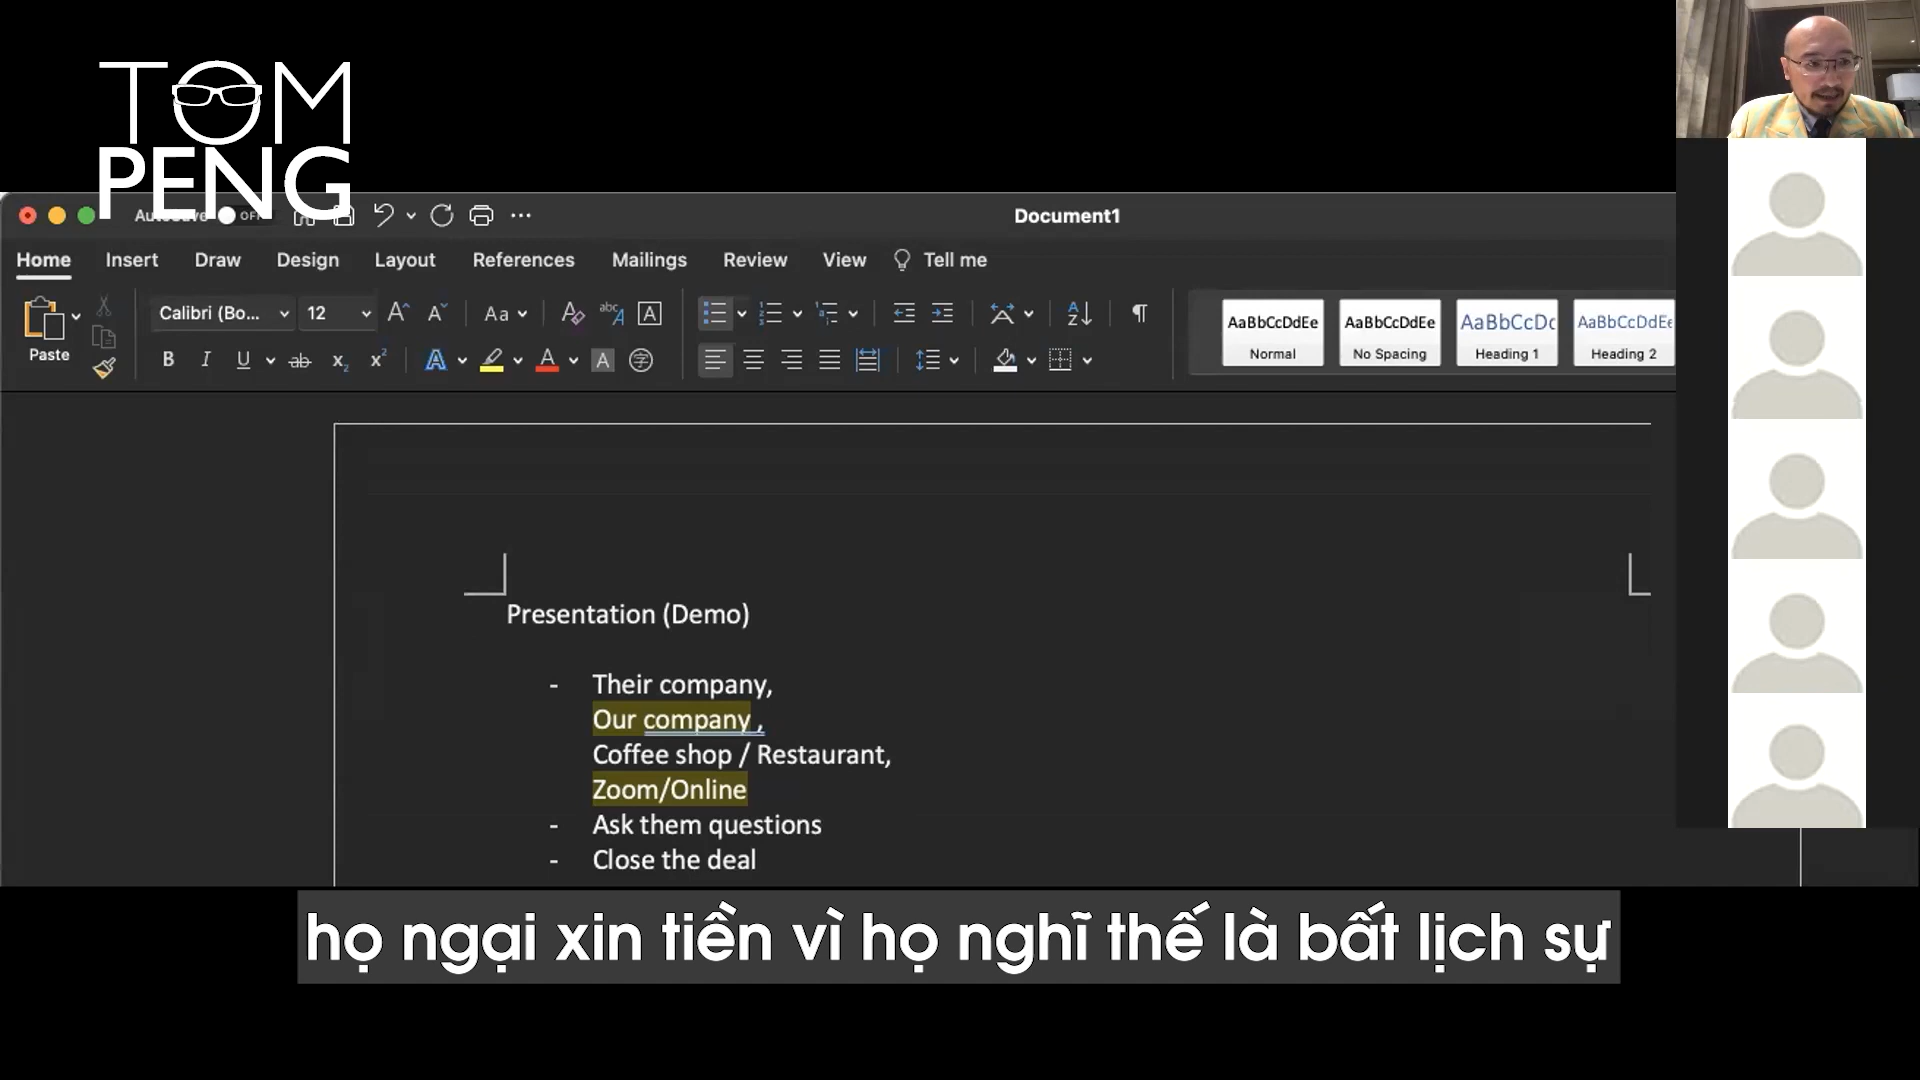 TOM
PENG
AutoSave OFF
Document1
Home Insert Draw Design Layout References Mailings Review View Tell me
Paste
Calibri (Bo... 12
AaBbCcDdEe AaBbCcDdEe AaBbCcDc AaBbCcDdEe
Normal No Spacing Heading 1 Heading 2
Presentation (Demo)
- Their company,
Our company ,
Coffee shop / Restaurant,
Zoom/Online
- Ask them questions
- Close the deal
họ ngại xin tiền vì họ nghĩ thế là bất lịch sự